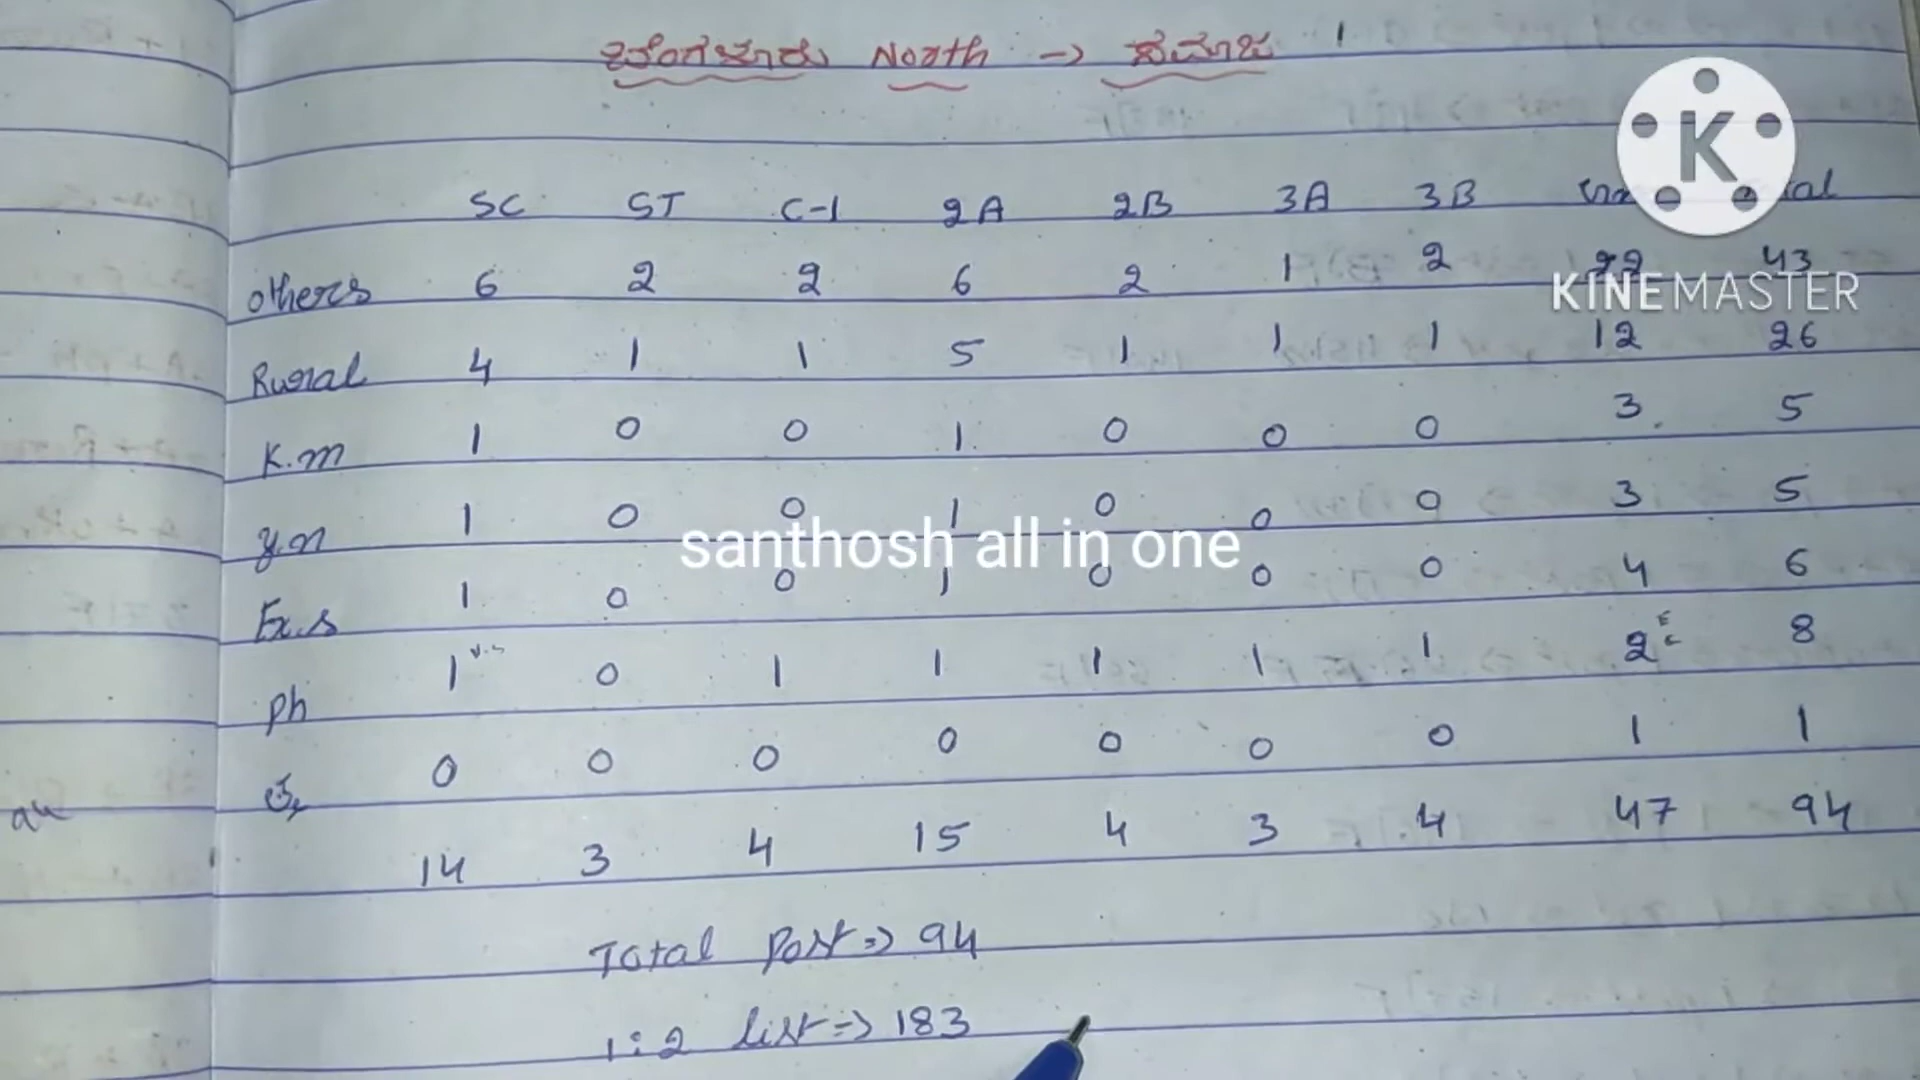 ಬೆಂಗಳೂರು North -> ಸಮಾಜ
SC ST C-1 2A 2B 3A 3B
others 6 2 2 6 2 1 2 22 43
KINEMASTER
Rural 4 1 1 5 1 1 1 12 26
K.m 1 0 0 1 0 0 0 3 5
y.m 1 0 0 1 0 0 0 3 5
santhosh all in one
Ex.s 1 0 0 1 0 0 0 4 6
ph 1 0 1 1 1 1 1 2 8
0 0 0 0 0 0 0 1 1
14 3 4 15 4 3 4 47 94
Total post => 94
1:2 list => 183